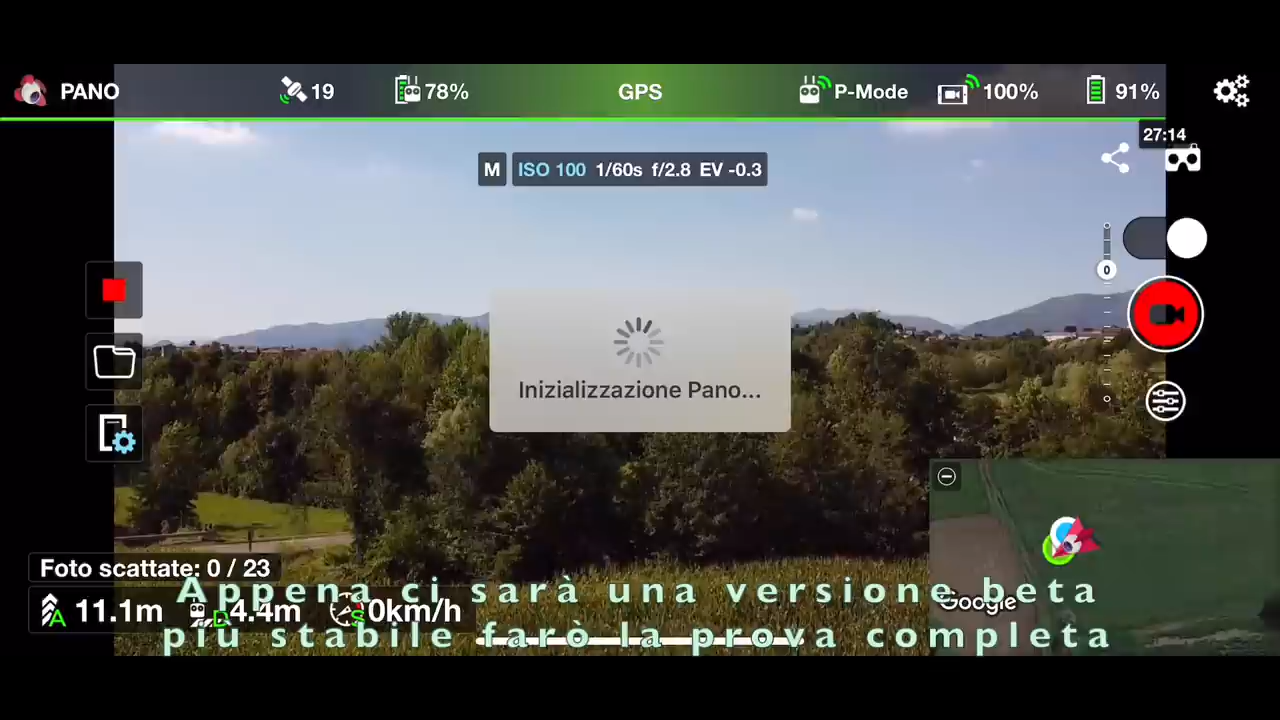 PANO 19 78% GPS P-Mode 100% 91%
27:14
M ISO 100 1/60s f/2.8 EV -0.3
0
Inizializzazione Pano...
Foto scattate: 0 / 23
A 11.1m D 4.4m S 0km/h
Google
Appena ci sarà una versione beta
più stabile farò la prova completa